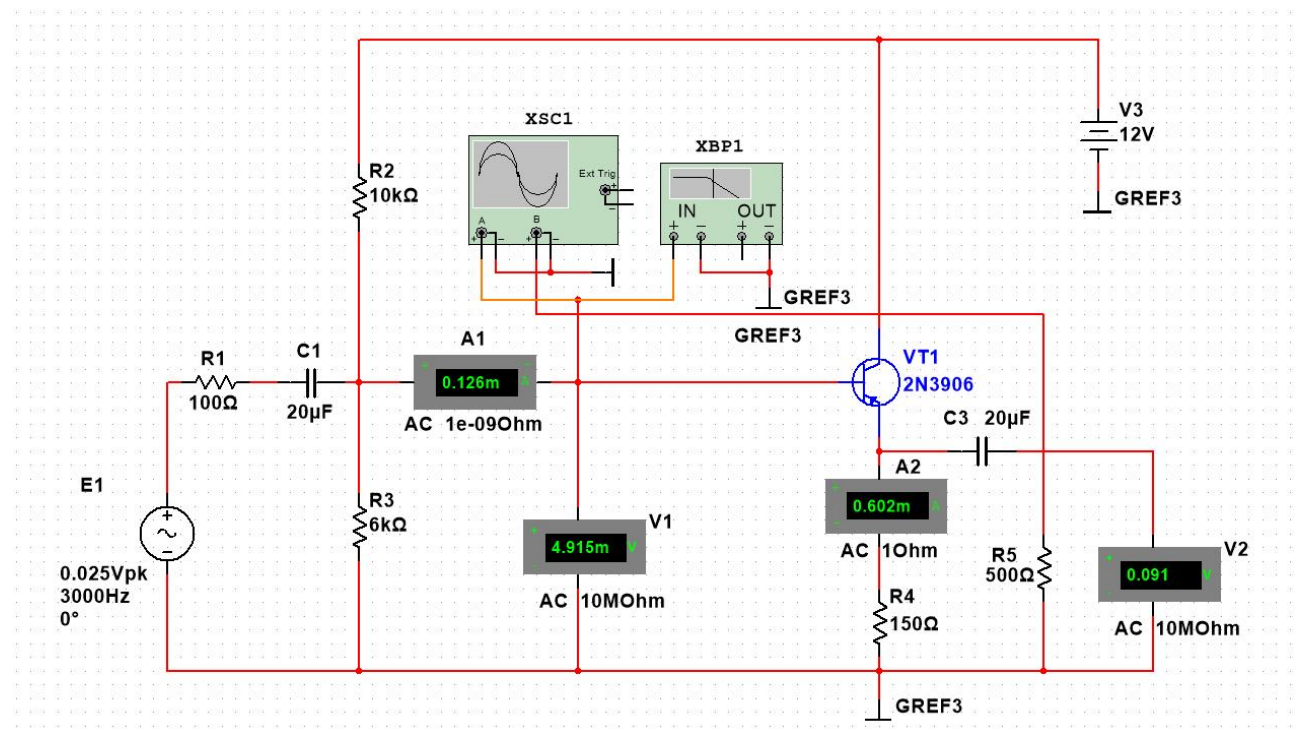 V3
12V
GREF3
XSC1
Ext Trig
+
−
A
B
+
−
+
−
XBP1
IN
OUT
+
−
+
−
GREF3
GREF3
R2
10kΩ
R1
100Ω
C1
20µF
A1
+
−
0.126m
A
AC 1e-09Ohm
VT1
2N3906
C3 20µF
A2
+
−
0.602m
A
AC 1Ohm
E1
+
−
0.025Vpk
3000Hz
0°
R3
6kΩ
V1
+
−
4.915m
V
AC 10MOhm
R4
150Ω
R5
500Ω
V2
+
−
0.091
V
AC 10MOhm
GREF3